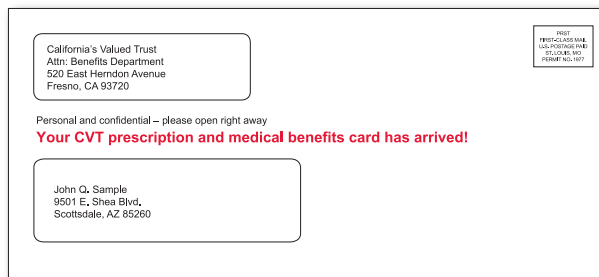 California's Valued Trust
Attn: Benefits Department
520 East Herndon Avenue
Fresno, CA 93720
PRST
FIRST-CLASS MAIL
U.S. POSTAGE PAID
ST. LOUIS, MO
PERMIT NO. 1977
Personal and confidential – please open right away
Your CVT prescription and medical benefits card has arrived!
John Q. Sample
9501 E. Shea Blvd.
Scottsdale, AZ 85260